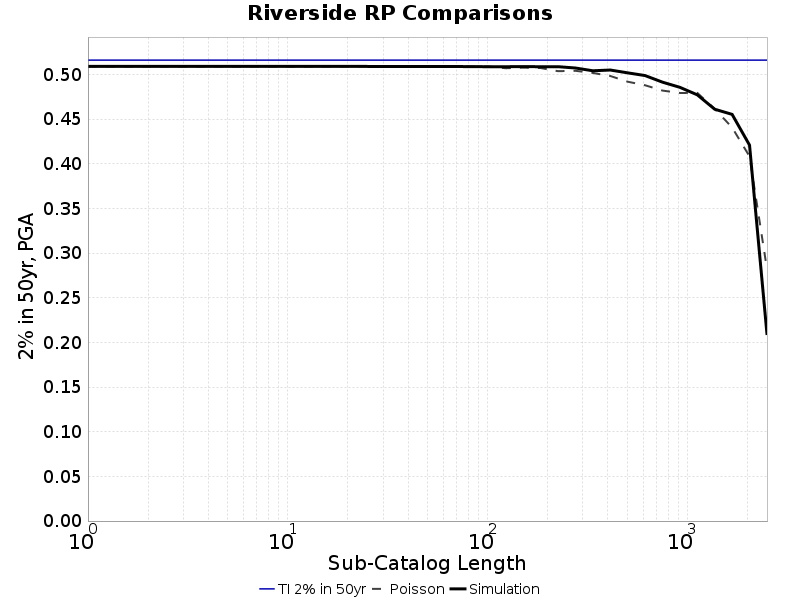 Riverside RP Comparisons
2% in 50yr, PGA
0.50
0.45
0.40
0.35
0.30
0.25
0.20
0.15
0.10
0.05
0.00
10^0 10^1 10^2 10^3
Sub-Catalog Length
TI 2% in 50yr Poisson Simulation